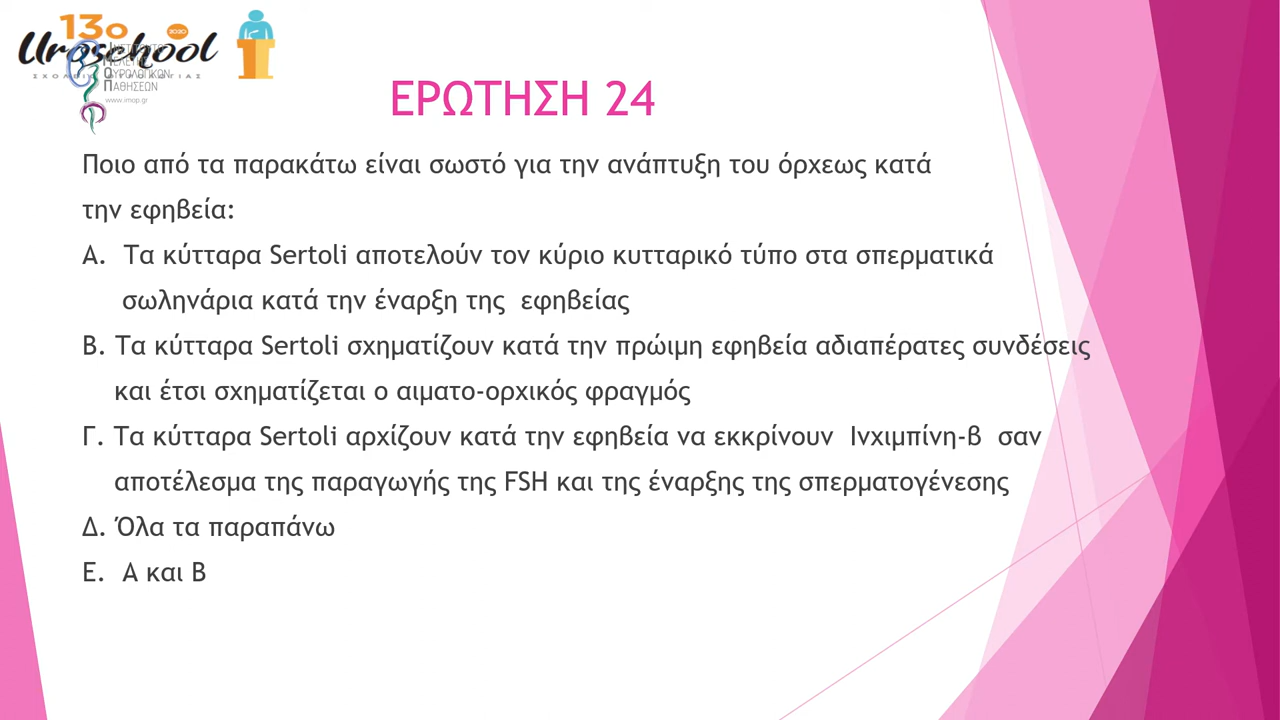 13ο
2020
Uroschool
ΕΡΩΤΗΣΗ 24
www.imop.gr
Ποιο από τα παρακάτω είναι σωστό για την ανάπτυξη του όρχεως κατά
την εφηβεία:
Α. Τα κύτταρα Sertoli αποτελούν τον κύριο κυτταρικό τύπο στα σπερματικά
σωληνάρια κατά την έναρξη της εφηβείας
Β. Τα κύτταρα Sertoli σχηματίζουν κατά την πρώιμη εφηβεία αδιαπέρατες συνδέσεις
και έτσι σχηματίζεται ο αιματο-ορχικός φραγμός
Γ. Τα κύτταρα Sertoli αρχίζουν κατά την εφηβεία να εκκρίνουν Ινχιμπίνη-β σαν
αποτέλεσμα της παραγωγής της FSH και της έναρξης της σπερματογένεσης
Δ. Όλα τα παραπάνω
Ε. Α και Β